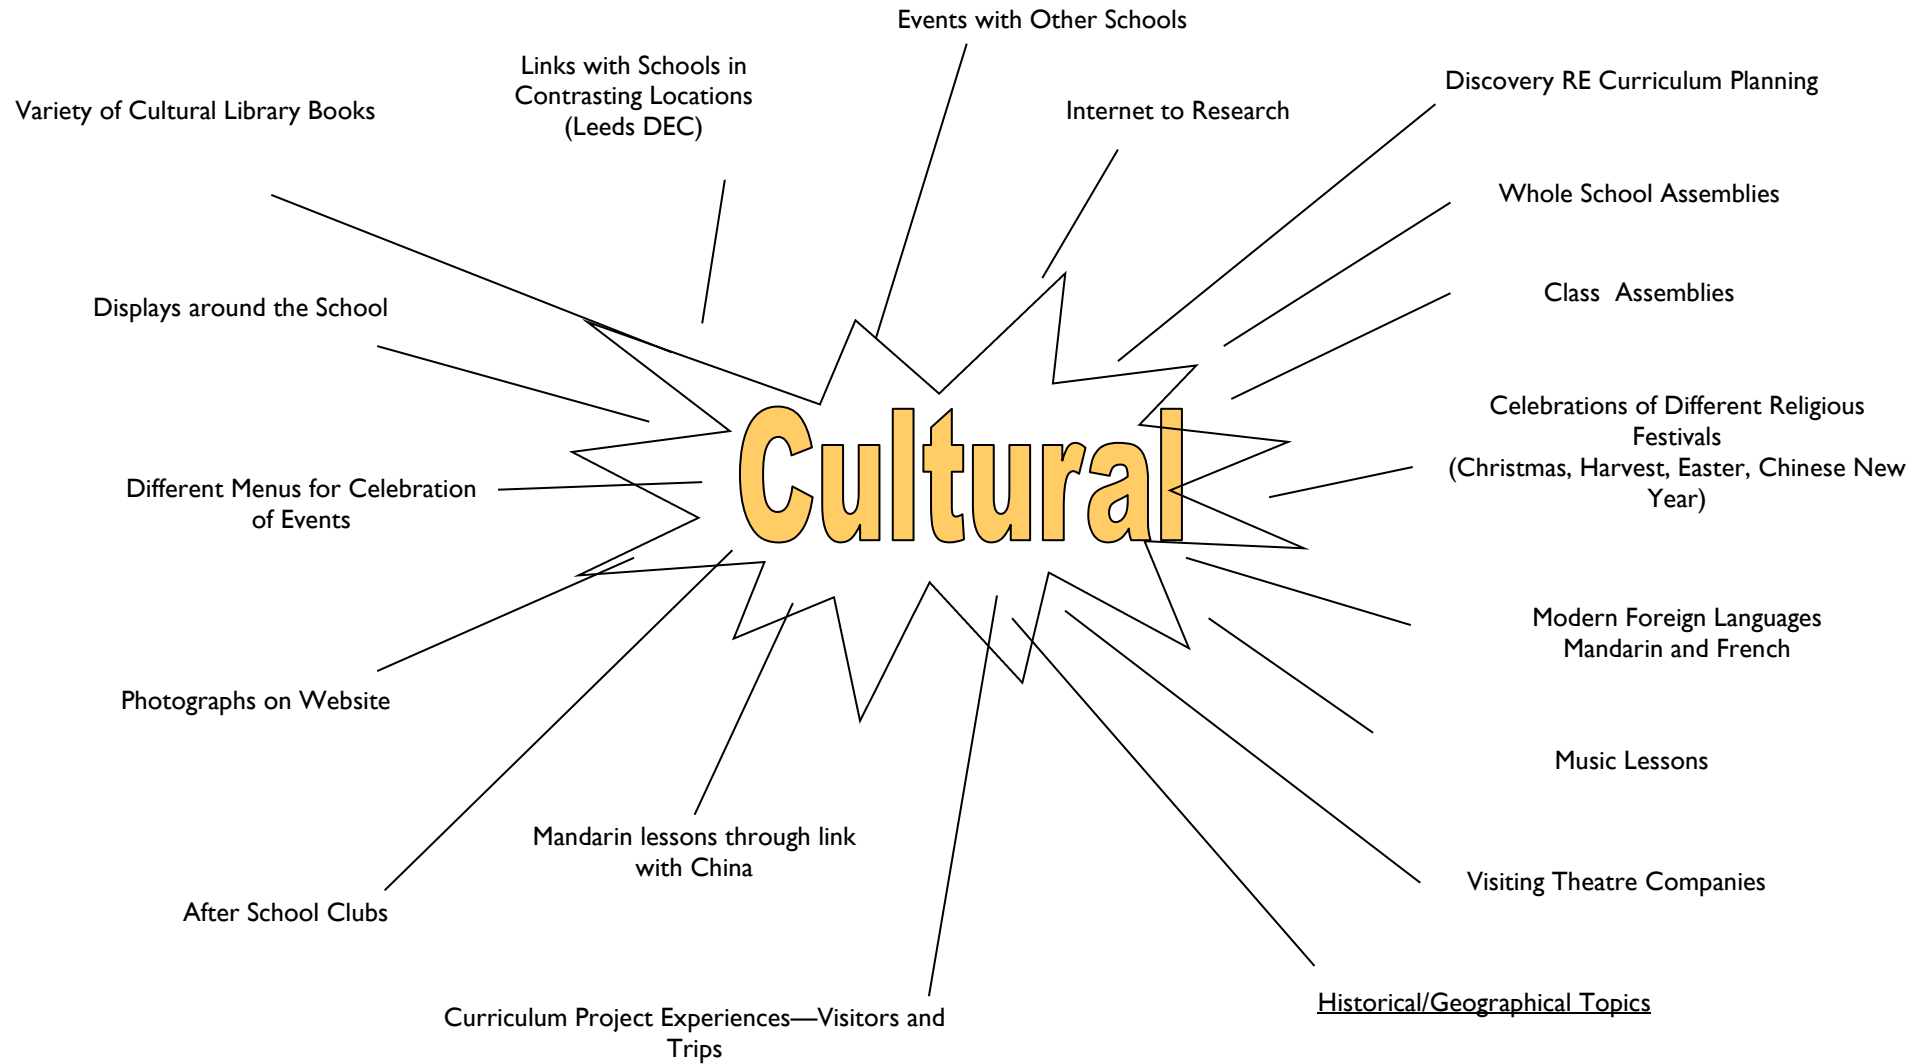 Events with Other Schools
Links with Schools in
Contrasting Locations
(Leeds DEC)
Discovery RE Curriculum Planning
Variety of Cultural Library Books
Internet to Research
Whole School Assemblies
Displays around the School
Class  Assemblies
Celebrations of Different Religious
Festivals
(Christmas, Harvest, Easter, Chinese New
Year)
Cultural
Different Menus for Celebration
of Events
Modern Foreign Languages
Mandarin and French
Photographs on Website
Music Lessons
Mandarin lessons through link
with China
Visiting Theatre Companies
After School Clubs
Historical/Geographical Topics
Curriculum Project Experiences—Visitors and
Trips